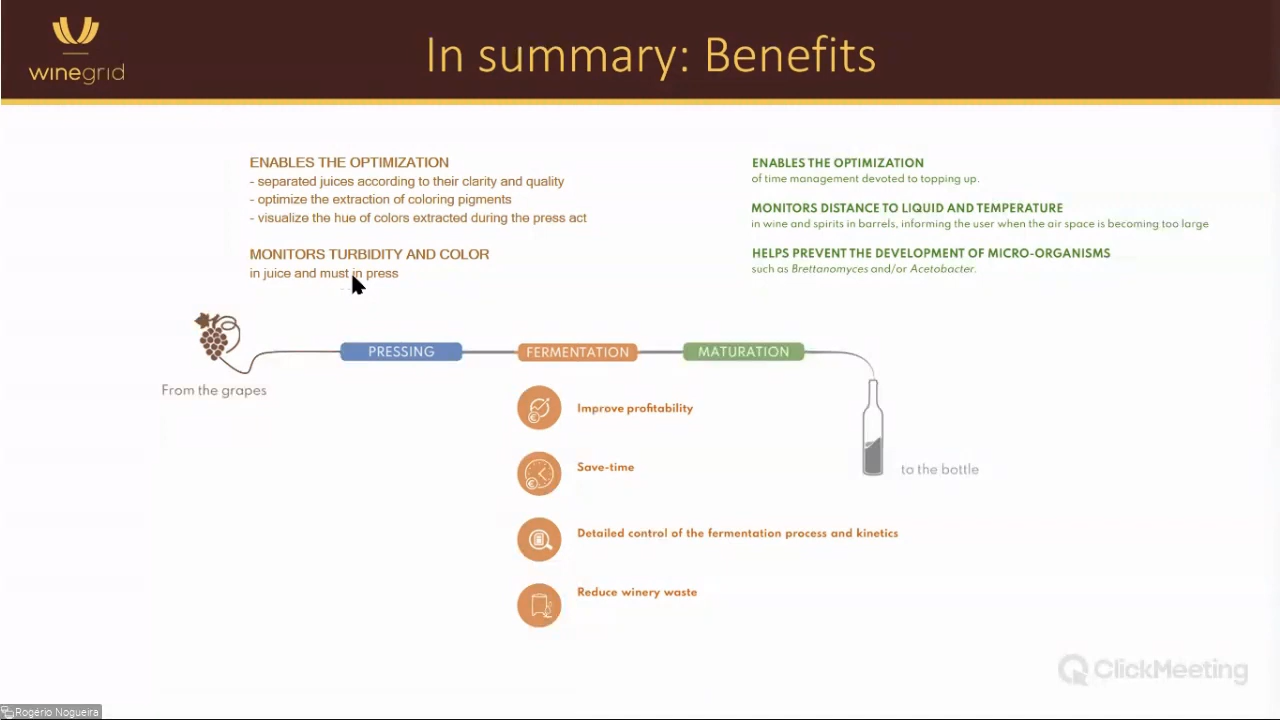 winegrid
In summary: Benefits
ENABLES THE OPTIMIZATION
- separated juices according to their clarity and quality
- optimize the extraction of coloring pigments
- visualize the hue of colors extracted during the press act
MONITORS TURBIDITY AND COLOR
in juice and must in press
ENABLES THE OPTIMIZATION
of time management devoted to topping up.
MONITORS DISTANCE TO LIQUID AND TEMPERATURE
in wine and spirits in barrels, informing the user when the air space is becoming too large
HELPS PREVENT THE DEVELOPMENT OF MICRO-ORGANISMS
such as Brettanomyces and/or Acetobacter.
PRESSING
FERMENTATION
MATURATION
From the grapes
Improve profitability
Save-time
to the bottle
Detailed control of the fermentation process and kinetics
Reduce winery waste
ClickMeeting
Rogério Nogueira